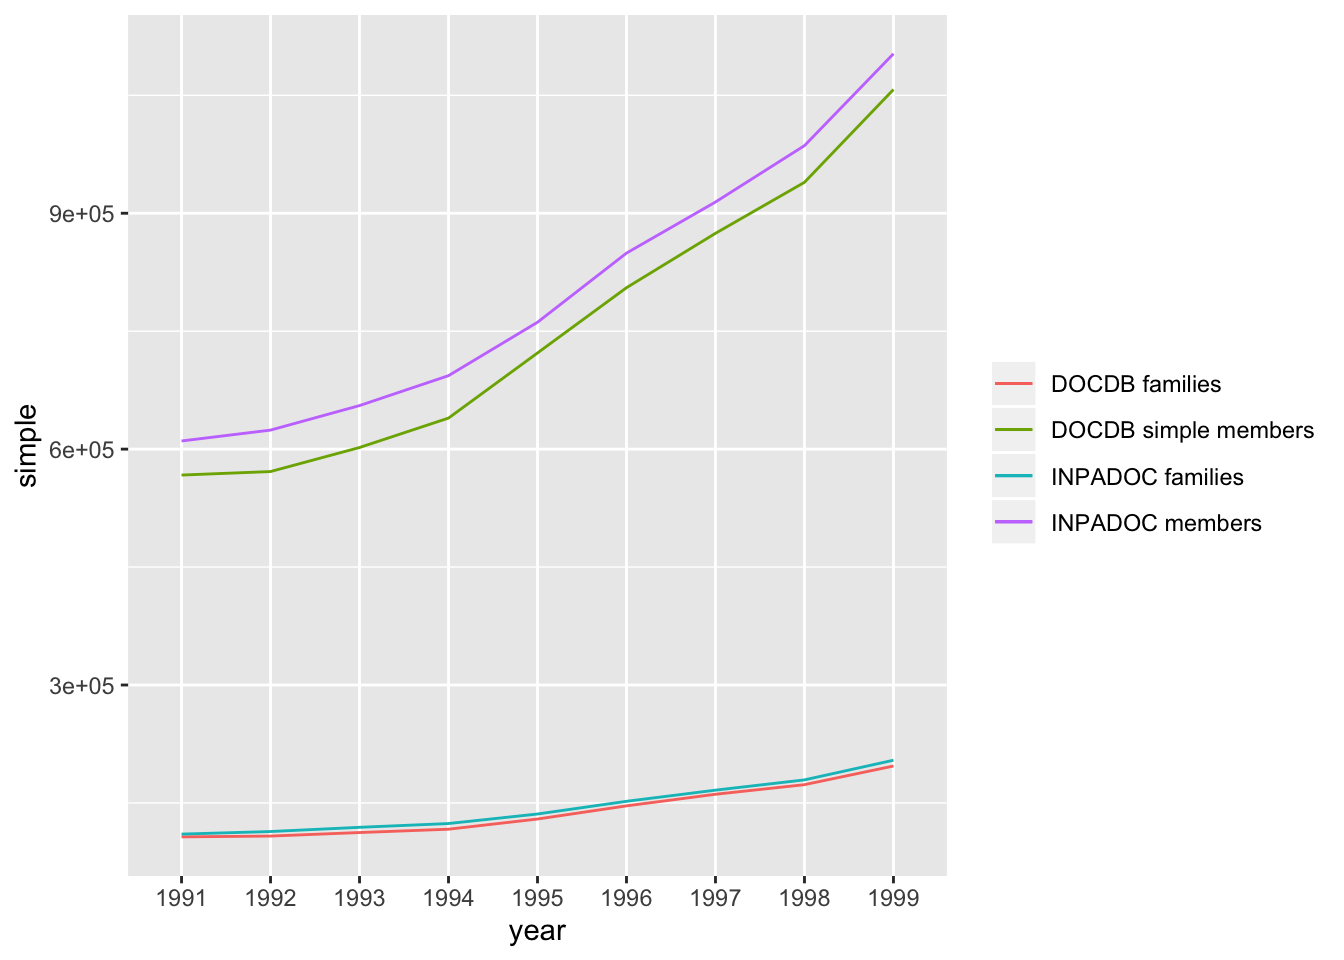 simple
9e+05
6e+05
3e+05
1991 1992 1993 1994 1995 1996 1997 1998 1999
year
DOCDB families
DOCDB simple members
INPADOC families
INPADOC members